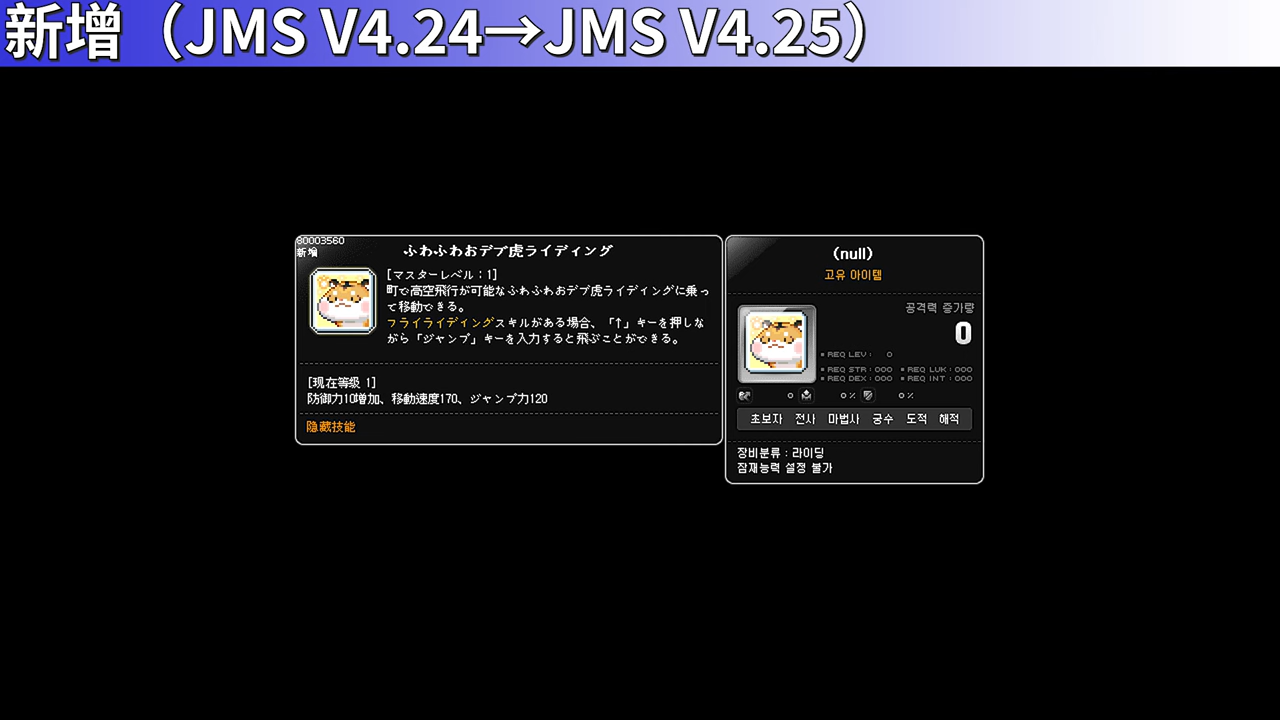 新増（JMS V4.24→JMS V4.25）
80003560
新增
ふわふわおデブ虎ライディング
[マスターレベル：1]
町で高空飛行が可能なふわふわおデブ虎ライディングに乗っ
て移動できる。
フライライディングスキルがある場合、「↑」キーを押しな
がら「ジャンプ」キーを入力すると飛ぶことができる。
[现在等级 1]
防御力10増加、移動速度170、ジャンプ力120
隐藏技能
(null)
고유 아이템
공격력 증가량
0
REQ LEV : 0
REQ STR : 000 REQ LUK : 000
REQ DEX : 000 REQ INT : 000
0 0 % 0 %
초보자 전사 마법사 궁수 도적 해적
장비분류 : 라이딩
잠재능력 설정 불가